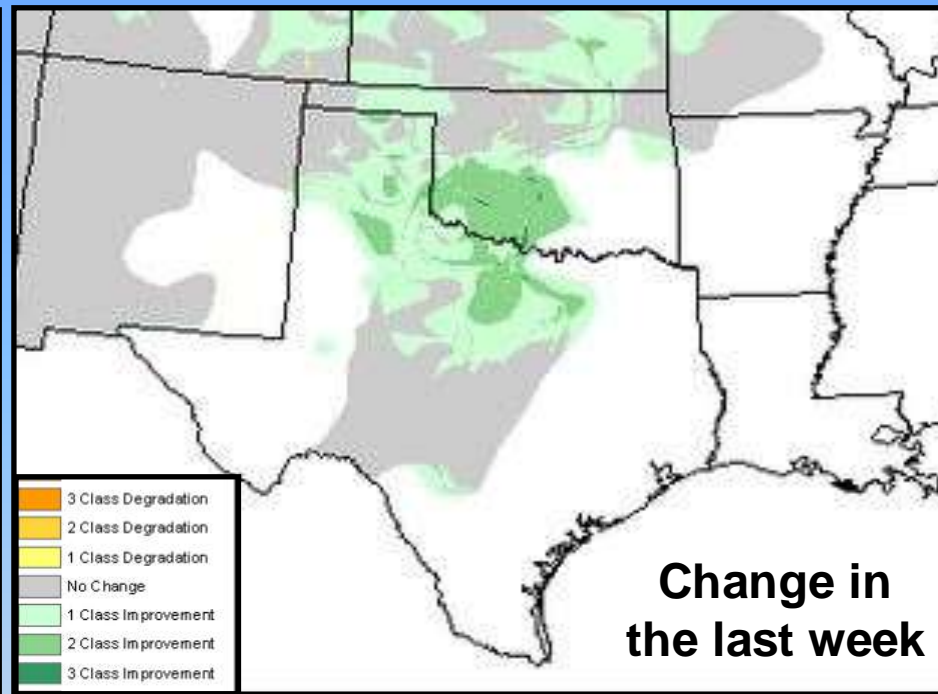 3 Class Degradation
2 Class Degradation
1 Class Degradation
No Change
1 Class Improvement
2 Class Improvement
3 Class Improvement
Change in
the last week